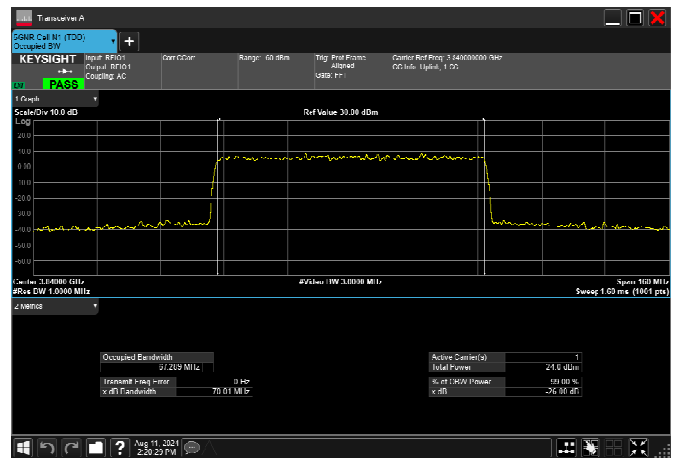 Transceiver A
5GNR Cell N1 (TDD)
Occupied BW
+
KEYSIGHT
Input: RFIO1
Output: RFIO1
Coupling: AC
Corr CCorr
Range: 60 dBm
Trig: Prdt Frame
Aligned
Gate: FFT
Carrier Ref Freq: 3.840000000 GHz
CC Info: Uplink, 1 CC
PASS
1 Graph
Scale/Div 10.0 dB
Ref Value 30.00 dBm
Log
20.0
10.0
0.00
-10.0
-20.0
-30.0
-40.0
-50.0
-60.0
Center 3.84000 GHz
#Video BW 3.0000 MHz
Span 160 MHz
#Res BW 1.0000 MHz
Sweep 1.60 ms (1001 pts)
2 Metrics
Occupied Bandwidth
67.289 MHz
Transmit Freq Error
0 Hz
x dB Bandwidth
70.01 MHz
Active Carrier(s)
1
Total Power
24.0 dBm
% of OBW Power
99.00 %
x dB
-26.00 dB
?
Aug 11, 2024
2:20:29 PM